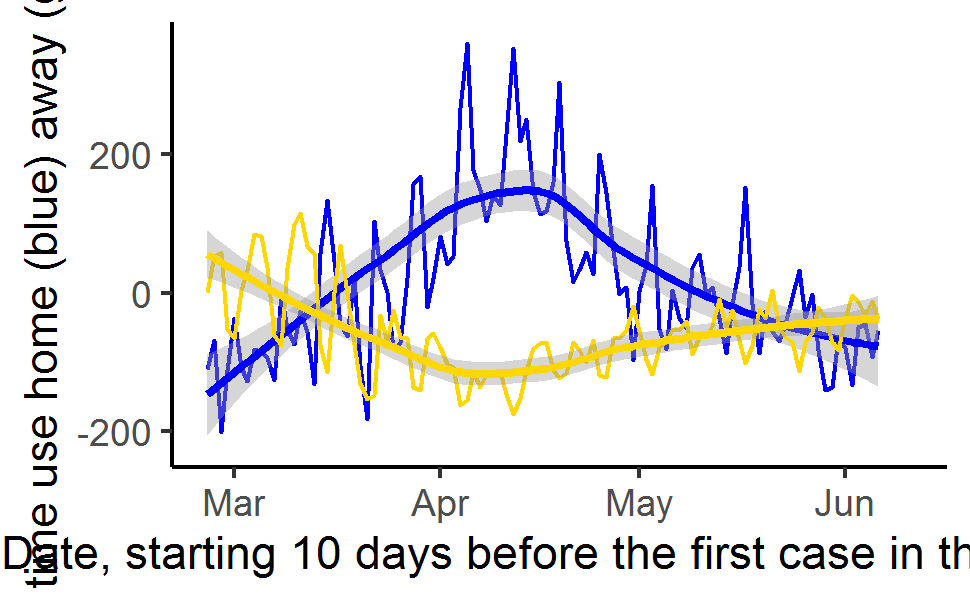 time use home (blue) away (
200
0
-200
Mar Apr May Jun
Date, starting 10 days before the first case in th